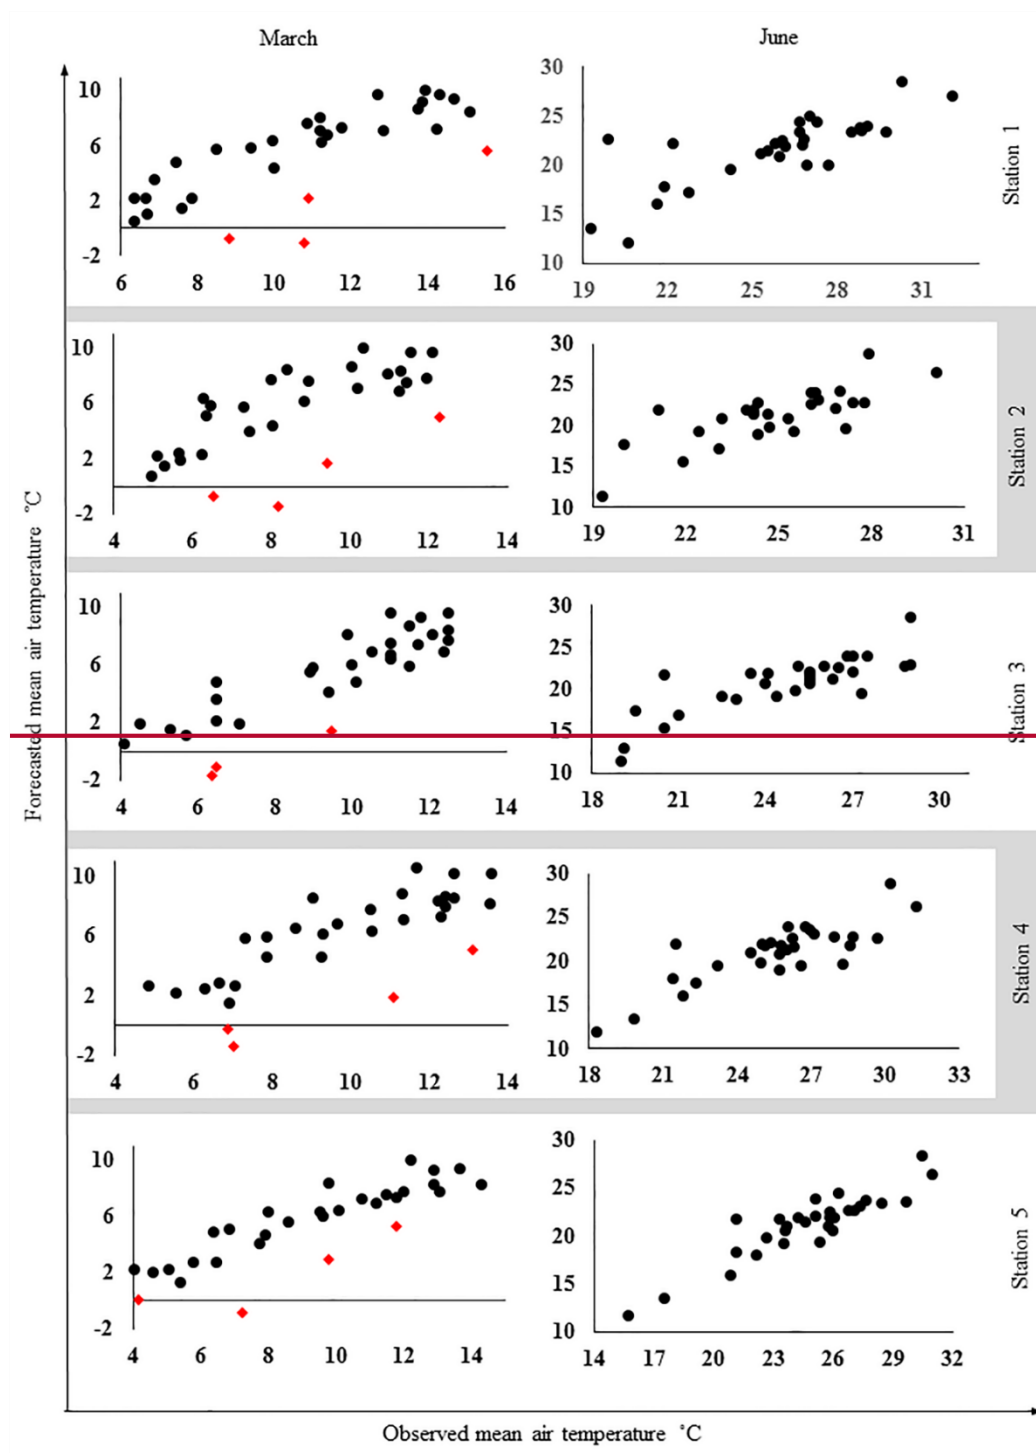 March
June
10
6
2
-2
6 8 10 12 14 16
30
25
20
15
10
19 22 25 28 31
Station 1
10
6
2
-2
4 6 8 10 12 14
30
25
20
15
10
19 22 25 28 31
Station 2
10
6
2
-2
4 6 8 10 12 14
30
25
20
15
10
18 21 24 27 30
Station 3
10
6
2
-2
4 6 8 10 12 14
30
25
20
15
10
18 21 24 27 30 33
Station 4
10
6
2
-2
4 6 8 10 12 14
30
25
20
15
10
14 17 20 23 26 29 32
Station 5
Forecasted mean air temperature °C
Observed mean air temperature °C